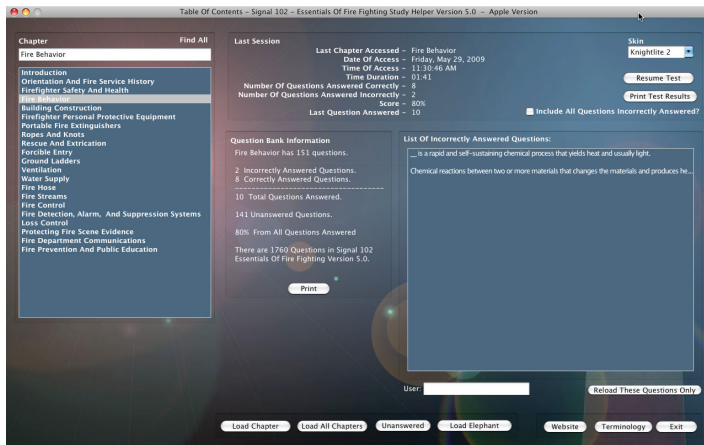 Table Of Contents - Signal 102 - Essentials Of Fire Fighting Study Helper Version 5.0 - Apple Version
Chapter
Find All
Fire Behavior
Introduction
Orientation And Fire Service History
Firefighter Safety And Health
Fire Behavior
Building Construction
Firefighter Personal Protective Equipment
Portable Fire Extinguishers
Ropes And Knots
Rescue And Extrication
Forcible Entry
Ground Ladders
Ventilation
Water Supply
Fire Hose
Fire Streams
Fire Control
Fire Detection, Alarm, And Suppression Systems
Loss Control
Protecting Fire Scene Evidence
Fire Department Communications
Fire Prevention And Public Education
Last Session
Last Chapter Accessed - Fire Behavior
Date Of Access - Friday, May 29, 2009
Time Of Access - 11:30:46 AM
Time Duration - 01:41
Number Of Questions Answered Correctly - 8
Number Of Questions Answered Incorrectly - 2
Score - 80%
Last Question Answered - 10
Skin
Knightlite 2
Resume Test
Print Test Results
Include All Questions Incorrectly Answered?
Question Bank Information
Fire Behavior has 151 questions.
2 Incorrectly Answered Questions.
8 Correctly Answered Questions.
------------------------------------
10 Total Questions Answered.
141 Unanswered Questions.
80% From All Questions Answered
There are 1760 Questions in Signal 102
Essentials Of Fire Fighting Version 5.0.
Print
List Of Incorrectly Answered Questions:
__ is a rapid and self-sustaining chemical process that yields heat and usually light.
Chemical reactions between two or more materials that changes the materials and produces he...
User:
Reload These Questions Only
Load Chapter
Load All Chapters
Unanswered
Load Elephant
Website
Terminology
Exit